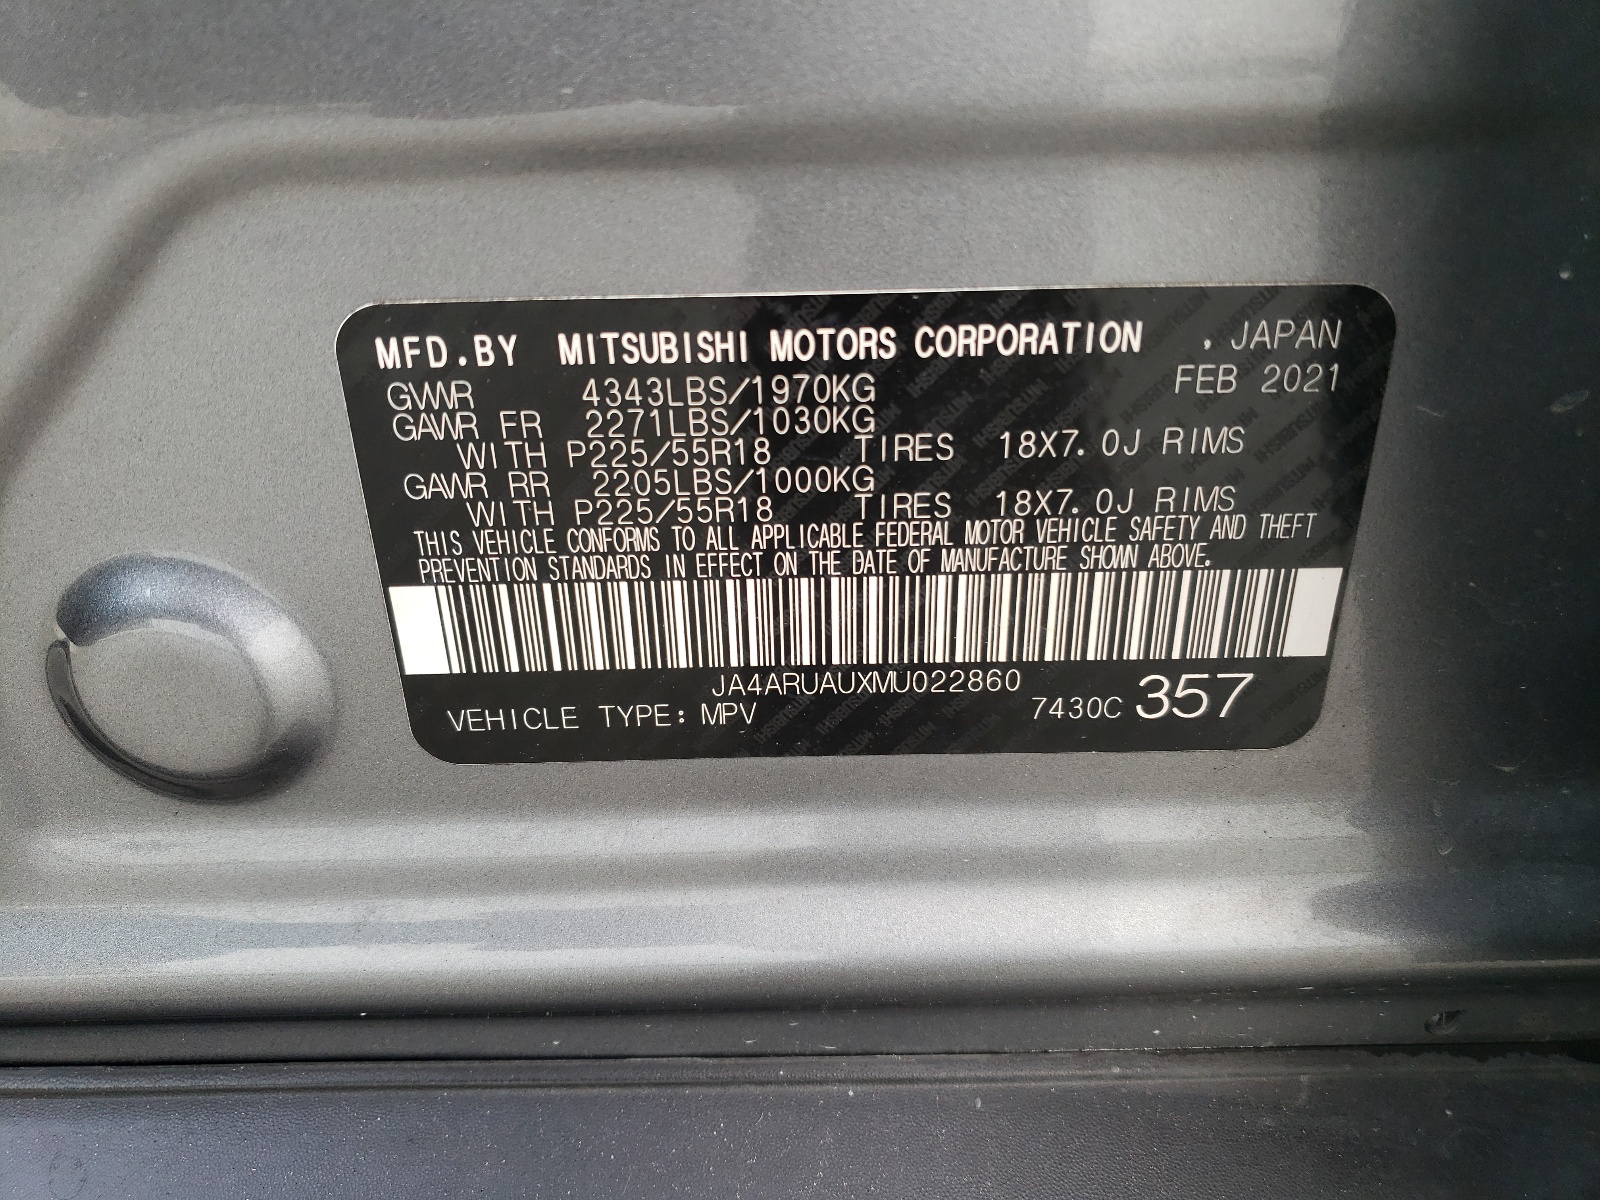 MFD.BY MITSUBISHI MOTORS CORPORATION . JAPAN
FEB 2021
GVWR 4343LBS/1970KG
GAWR FR 2271LBS/1030KG
WITH P225/55R18 TIRES 18X7.0J RIMS
GAWR RR 2205LBS/1000KG
WITH P225/55R18 TIRES 18X7.0J RIMS
THIS VEHICLE CONFORMS TO ALL APPLICABLE FEDERAL MOTOR VEHICLE SAFETY AND THEFT
PREVENTION STANDARDS IN EFFECT ON THE DATE OF MANUFACTURE SHOWN ABOVE.
JA4ARUAUXMU022860
VEHICLE TYPE: MPV 7430C 357